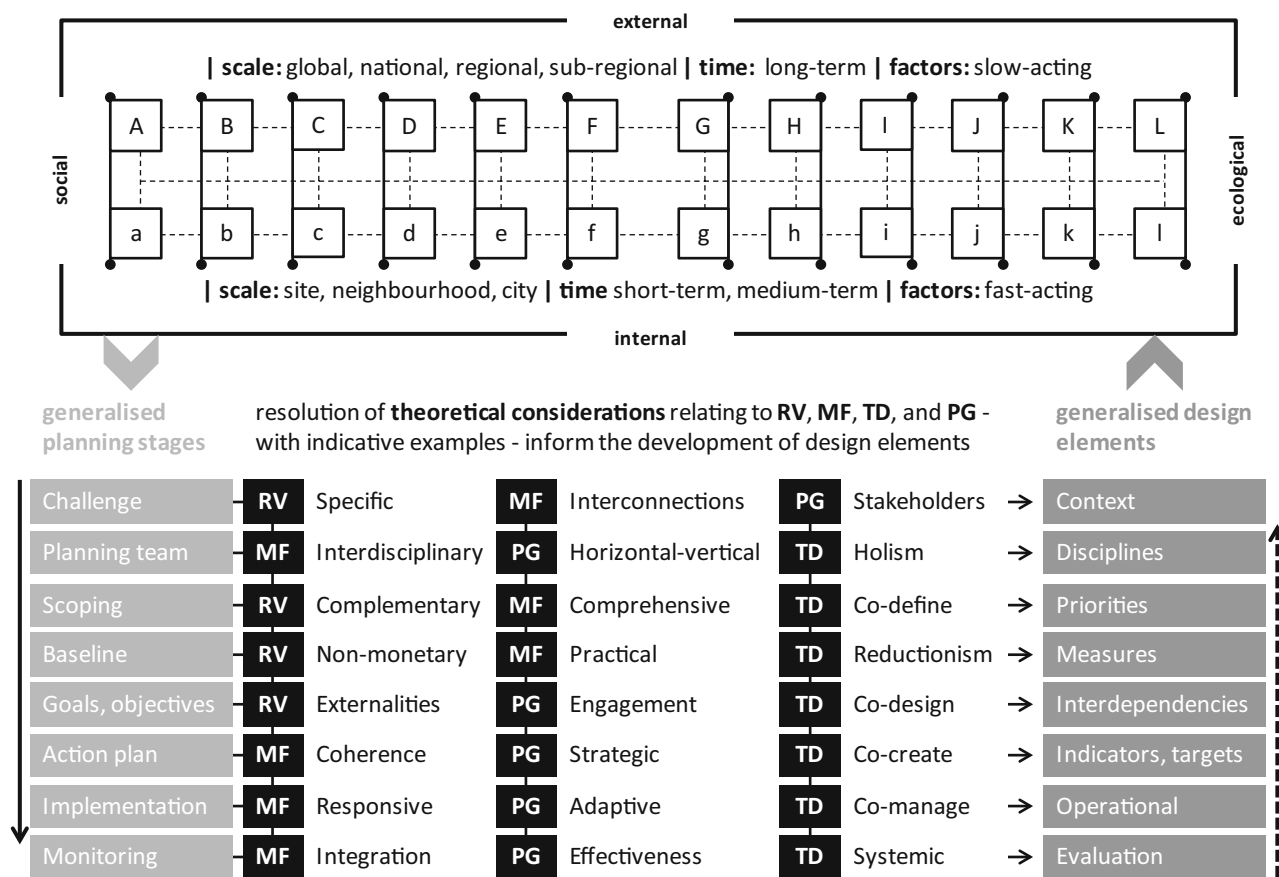 external
| scale: global, national, regional, sub-regional | time: long-term | factors: slow-acting
social
A B C D E F G H I J K L
a b c d e f g h i j k l
ecological
| scale: site, neighbourhood, city | time short-term, medium-term | factors: fast-acting
internal
generalised
planning stages
resolution of theoretical considerations relating to RV, MF, TD, and PG -
with indicative examples - inform the development of design elements
generalised design
elements
Challenge RV Specific MF Interconnections PG Stakeholders Context
Planning team MF Interdisciplinary PG Horizontal-vertical TD Holism Disciplines
Scoping RV Complementary MF Comprehensive TD Co-define Priorities
Baseline RV Non-monetary MF Practical TD Reductionism Measures
Goals, objectives RV Externalities PG Engagement TD Co-design Interdependencies
Action plan MF Coherence PG Strategic TD Co-create Indicators, targets
Implementation MF Responsive PG Adaptive TD Co-manage Operational
Monitoring MF Integration PG Effectiveness TD Systemic Evaluation